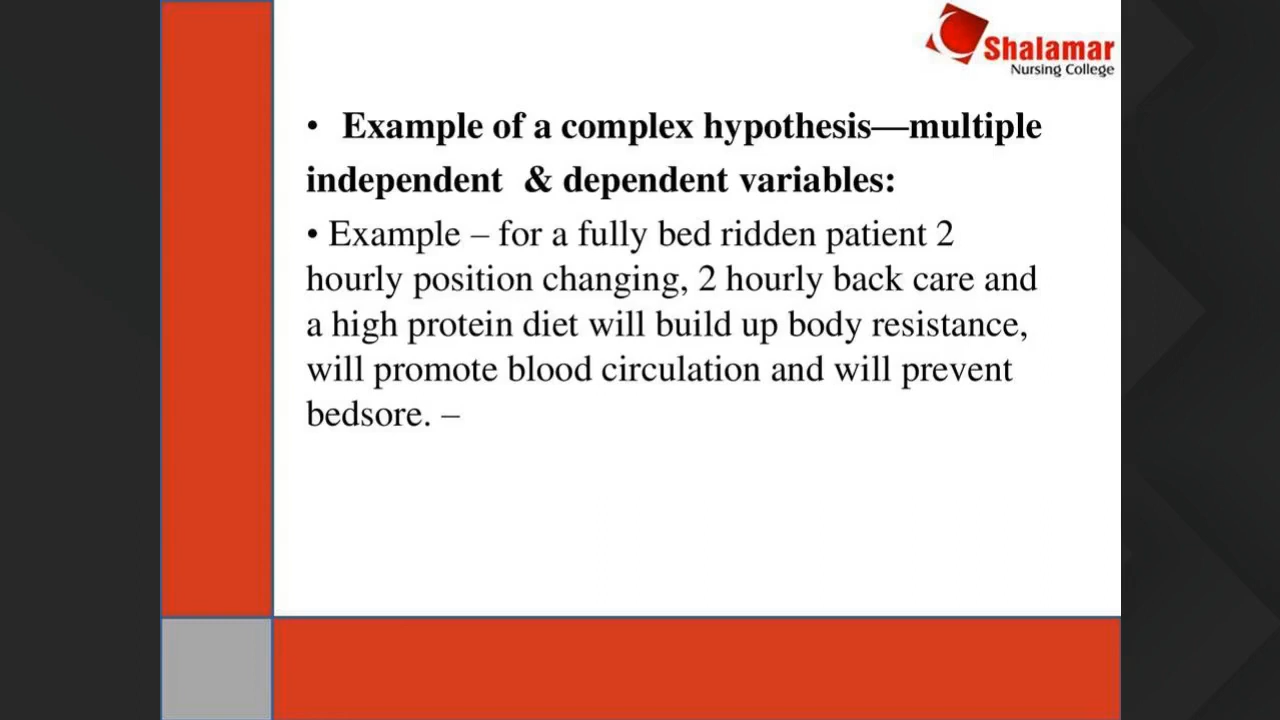 Shalamar
Nursing College
• Example of a complex hypothesis—multiple
independent & dependent variables:
• Example – for a fully bed ridden patient 2
hourly position changing, 2 hourly back care and
a high protein diet will build up body resistance,
will promote blood circulation and will prevent
bedsore. –